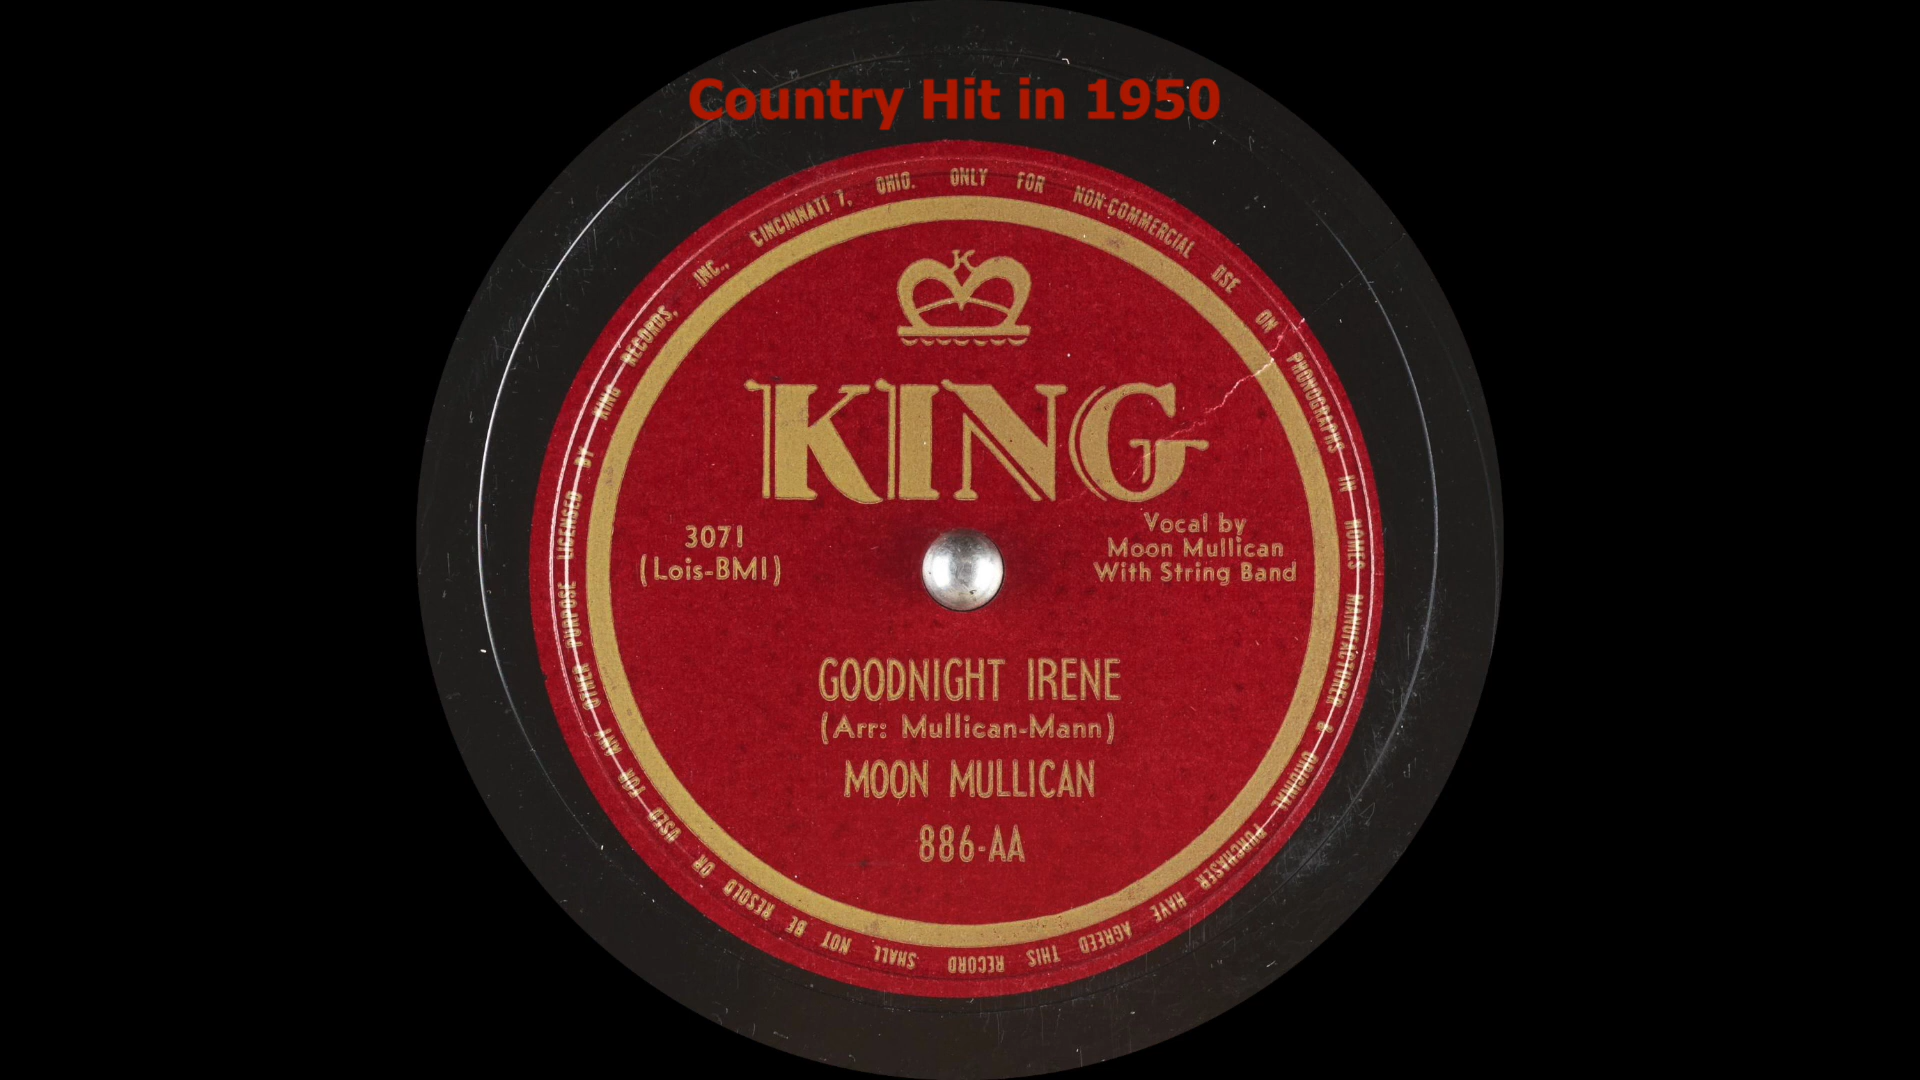 Country Hit in 1950
LICENSED BY KING RECORDS, INC., CINCINNATI 7, OHIO. ONLY FOR NON-COMMERCIAL USE ON PHONOGRAPHS IN HOMES MANUFACTURER & ORIGINAL PURCHASER HAVE AGREED THIS RECORD SHALL NOT BE RESOLD OR USED FOR ANY OTHER PURPOSE
K
KING
3071
(Lois-BMI)
Vocal by
Moon Mullican
With String Band
GOODNIGHT IRENE
(Arr: Mullican-Mann)
MOON MULLICAN
886-AA